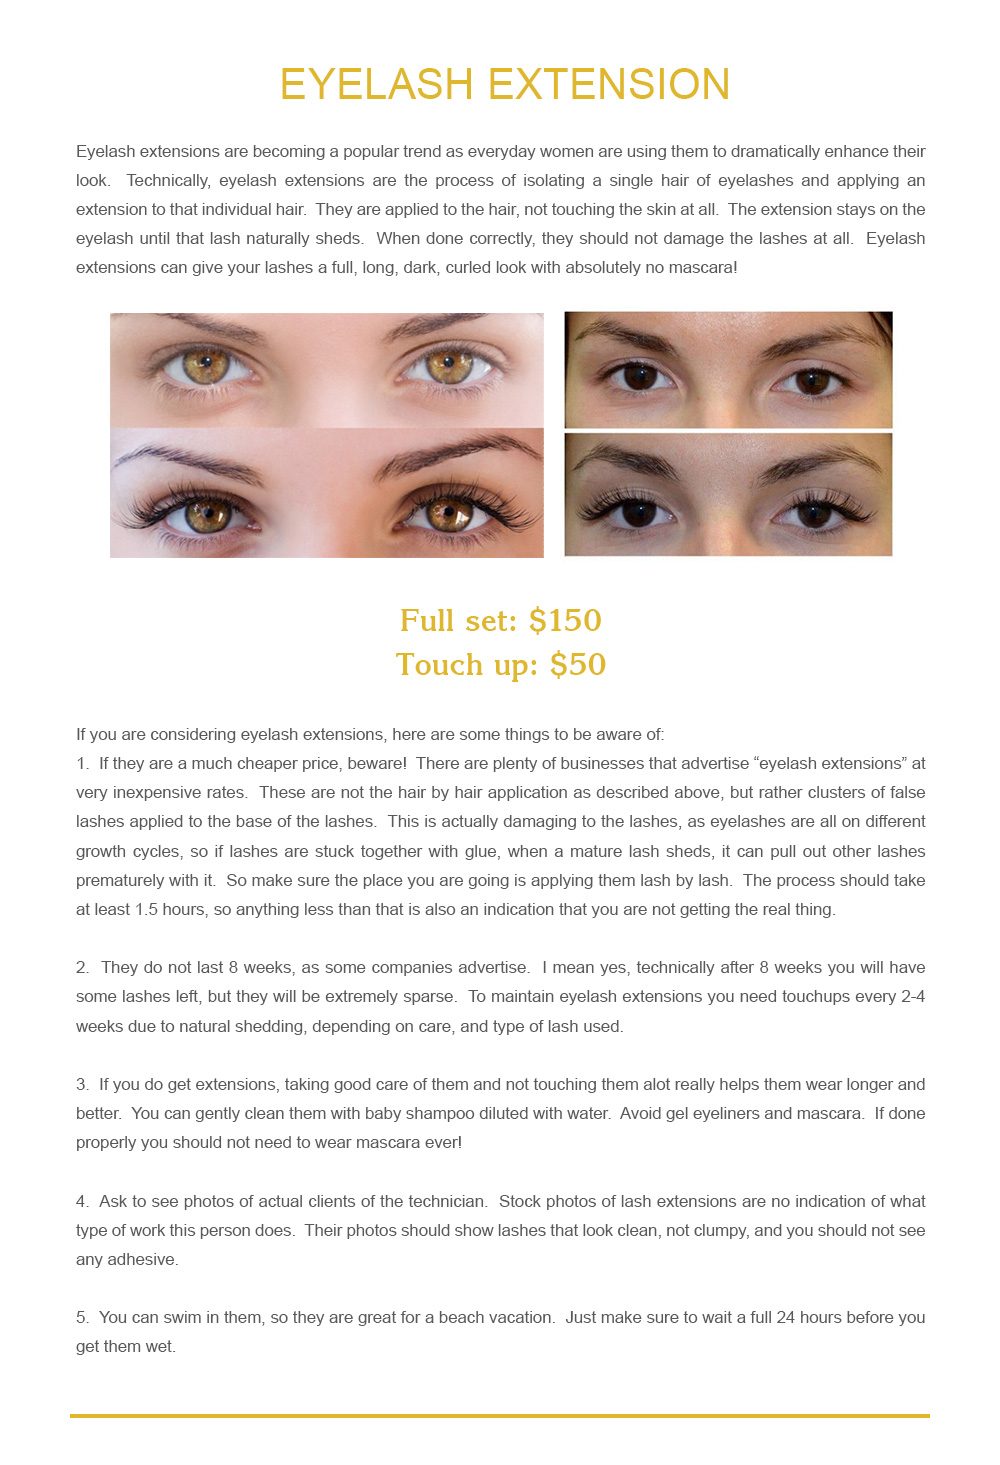 EYELASH EXTENSION
Eyelash extensions are becoming a popular trend as everyday women are using them to dramatically enhance their
look.  Technically, eyelash extensions are the process of isolating a single hair of eyelashes and applying an
extension to that individual hair.  They are applied to the hair, not touching the skin at all.  The extension stays on the
eyelash until that lash naturally sheds.  When done correctly, they should not damage the lashes at all.  Eyelash
extensions can give your lashes a full, long, dark, curled look with absolutely no mascara!
Full set: $150
Touch up: $50
If you are considering eyelash extensions, here are some things to be aware of:
1.  If they are a much cheaper price, beware!  There are plenty of businesses that advertise “eyelash extensions” at
very inexpensive rates.  These are not the hair by hair application as described above, but rather clusters of false
lashes applied to the base of the lashes.  This is actually damaging to the lashes, as eyelashes are all on different
growth cycles, so if lashes are stuck together with glue, when a mature lash sheds, it can pull out other lashes
prematurely with it.  So make sure the place you are going is applying them lash by lash.  The process should take
at least 1.5 hours, so anything less than that is also an indication that you are not getting the real thing.
2.  They do not last 8 weeks, as some companies advertise.  I mean yes, technically after 8 weeks you will have
some lashes left, but they will be extremely sparse.  To maintain eyelash extensions you need touchups every 2-4
weeks due to natural shedding, depending on care, and type of lash used.
3.  If you do get extensions, taking good care of them and not touching them alot really helps them wear longer and
better.  You can gently clean them with baby shampoo diluted with water.  Avoid gel eyeliners and mascara.  If done
properly you should not need to wear mascara ever!
4.  Ask to see photos of actual clients of the technician.  Stock photos of lash extensions are no indication of what
type of work this person does.  Their photos should show lashes that look clean, not clumpy, and you should not see
any adhesive.
5.  You can swim in them, so they are great for a beach vacation.  Just make sure to wait a full 24 hours before you
get them wet.